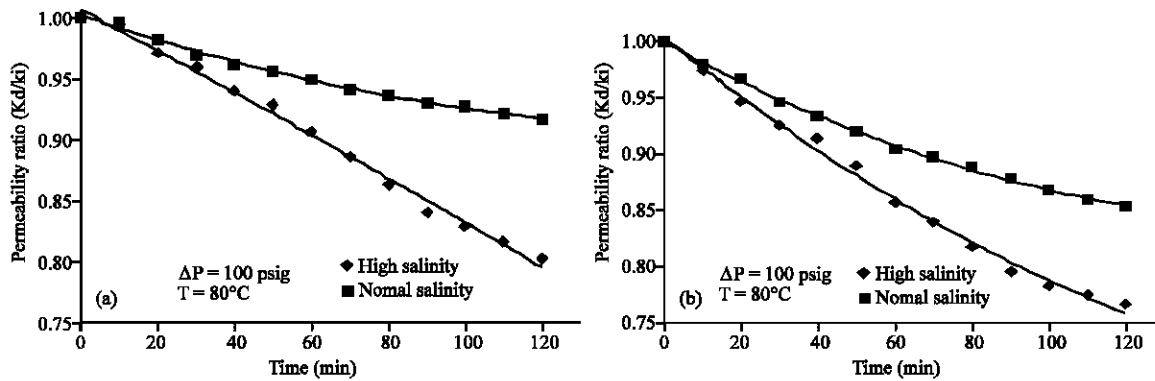 1.00
0.95
0.90
0.85
0.80
0.75
Permeability ratio (Kd/ki)
ΔP = 100 psig
T = 80°C
High salinity
Nomal salinity
(a)
0 20 40 60 80 100 120
Time (min)
1.00
0.95
0.90
0.85
0.80
0.75
Permeability ratio (Kd/ki)
ΔP = 100 psig
T = 80°C
High salinity
Nomal salinity
(b)
0 20 40 60 80 100 120
Time (min)